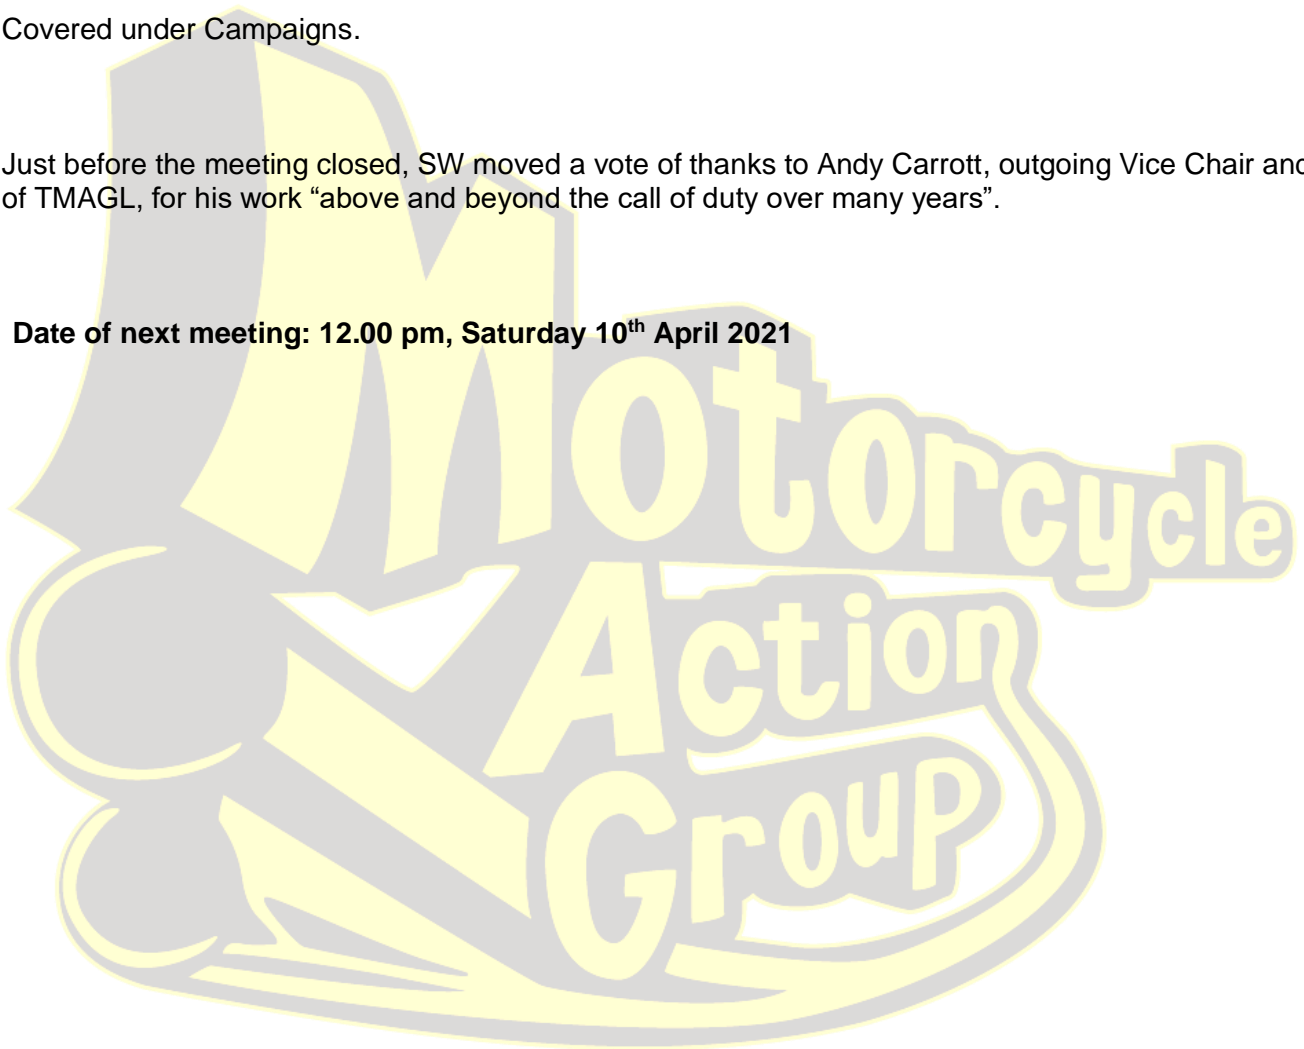 Covered under Campaigns.
Just before the meeting closed, SW moved a vote of thanks to Andy Carrott, outgoing Vice Chair and
of TMAGL, for his work “above and beyond the call of duty over many years”.
Date of next meeting: 12.00 pm, Saturday 10th April 2021
Motorcycle
Action
Group